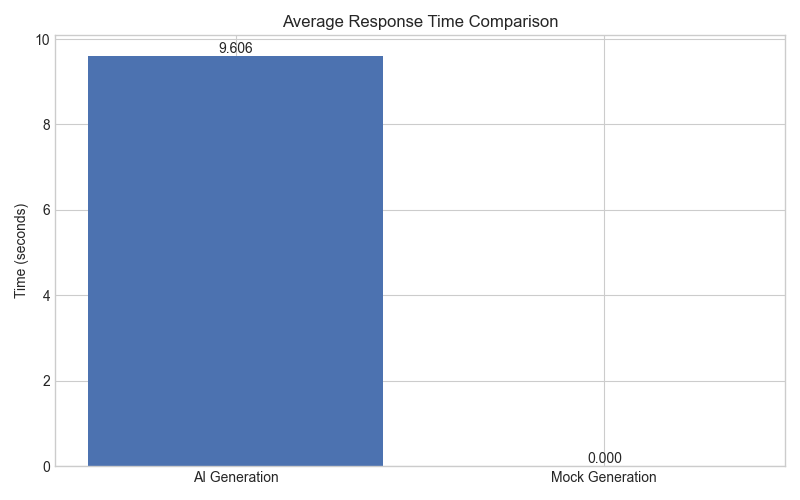 Average Response Time Comparison
10
8
6
4
2
0
Time (seconds)
9.606
0.000
AI Generation
Mock Generation